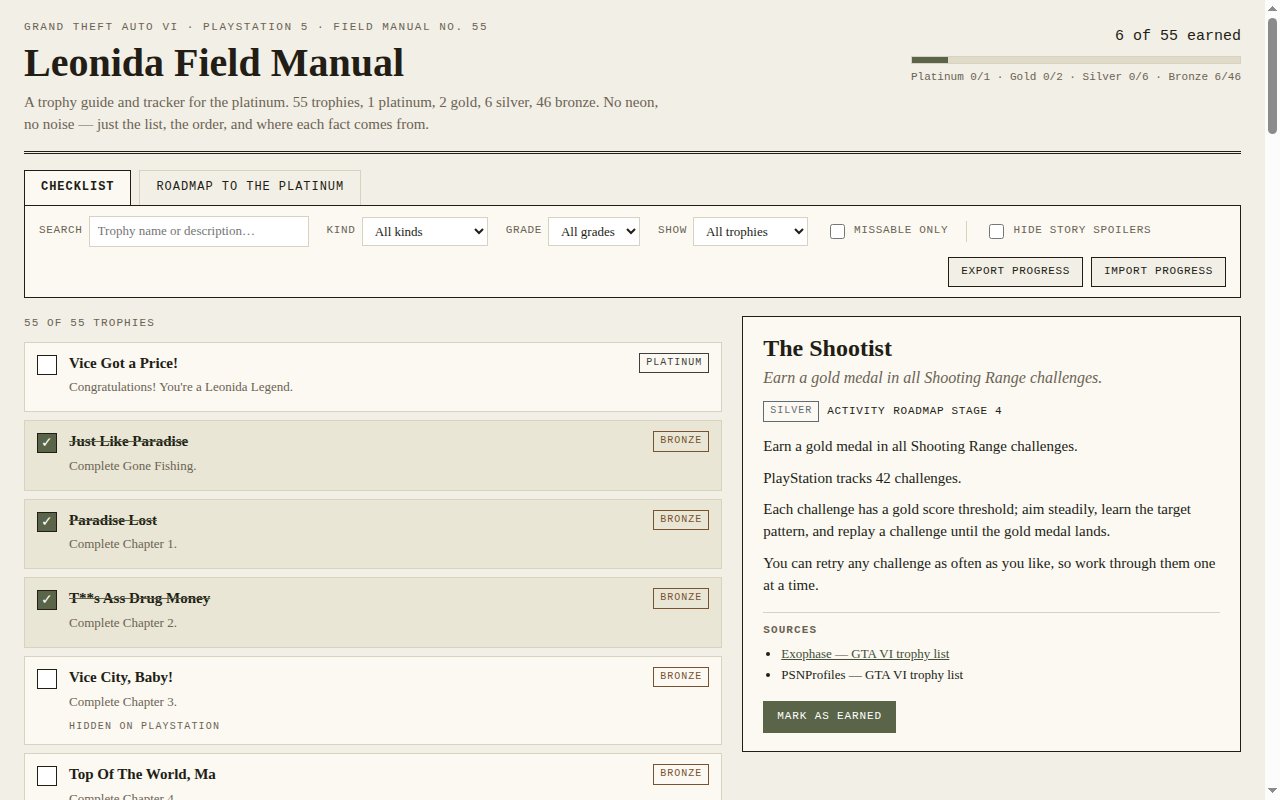 GRAND THEFT AUTO VI · PLAYSTATION 5 · FIELD MANUAL NO. 55
Leonida Field Manual
A trophy guide and tracker for the platinum. 55 trophies, 1 platinum, 2 gold, 6 silver, 46 bronze. No neon,
no noise — just the list, the order, and where each fact comes from.
6 of 55 earned
Platinum 0/1 · Gold 0/2 · Silver 0/6 · Bronze 6/46
CHECKLIST
ROADMAP TO THE PLATINUM
SEARCH
Trophy name or description…
KIND
All kinds
GRADE
All grades
SHOW
All trophies
MISSABLE ONLY
HIDE STORY SPOILERS
EXPORT PROGRESS
IMPORT PROGRESS
55 OF 55 TROPHIES
Vice Got a Price!
PLATINUM
Congratulations! You're a Leonida Legend.
✓
Just Like Paradise
BRONZE
Complete Gone Fishing.
✓
Paradise Lost
BRONZE
Complete Chapter 1.
✓
T**s Ass Drug Money
BRONZE
Complete Chapter 2.
Vice City, Baby!
BRONZE
Complete Chapter 3.
HIDDEN ON PLAYSTATION
Top Of The World, Ma
BRONZE
Complete Chapter 4.
The Shootist
Earn a gold medal in all Shooting Range challenges.
SILVER
ACTIVITY ROADMAP STAGE 4
Earn a gold medal in all Shooting Range challenges.
PlayStation tracks 42 challenges.
Each challenge has a gold score threshold; aim steadily, learn the target
pattern, and replay a challenge until the gold medal lands.
You can retry any challenge as often as you like, so work through them one
at a time.
SOURCES
Exophase — GTA VI trophy list
PSNProfiles — GTA VI trophy list
MARK AS EARNED